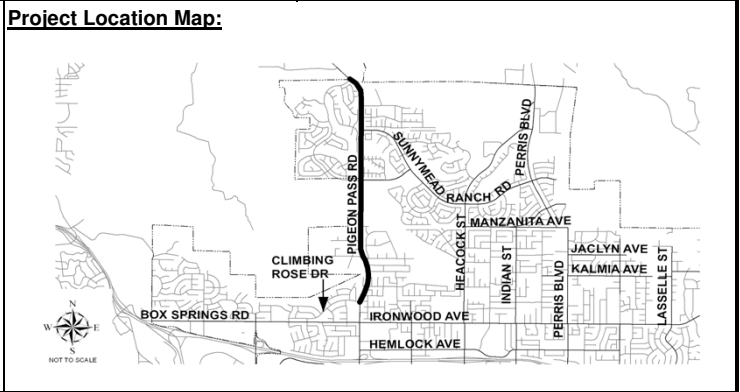 Project Location Map:
PIGEON PASS RD
SUNNYMEAD
RANCH RD
PERRIS BLVD
MANZANITA AVE
HEACOCK ST
INDIAN ST
PERRIS BLVD
JACLYN AVE
KALMIA AVE
LASSELLE ST
CLIMBING
ROSE DR
BOX SPRINGS RD
IRONWOOD AVE
HEMLOCK AVE
N
W
E
S
NOT TO SCALE